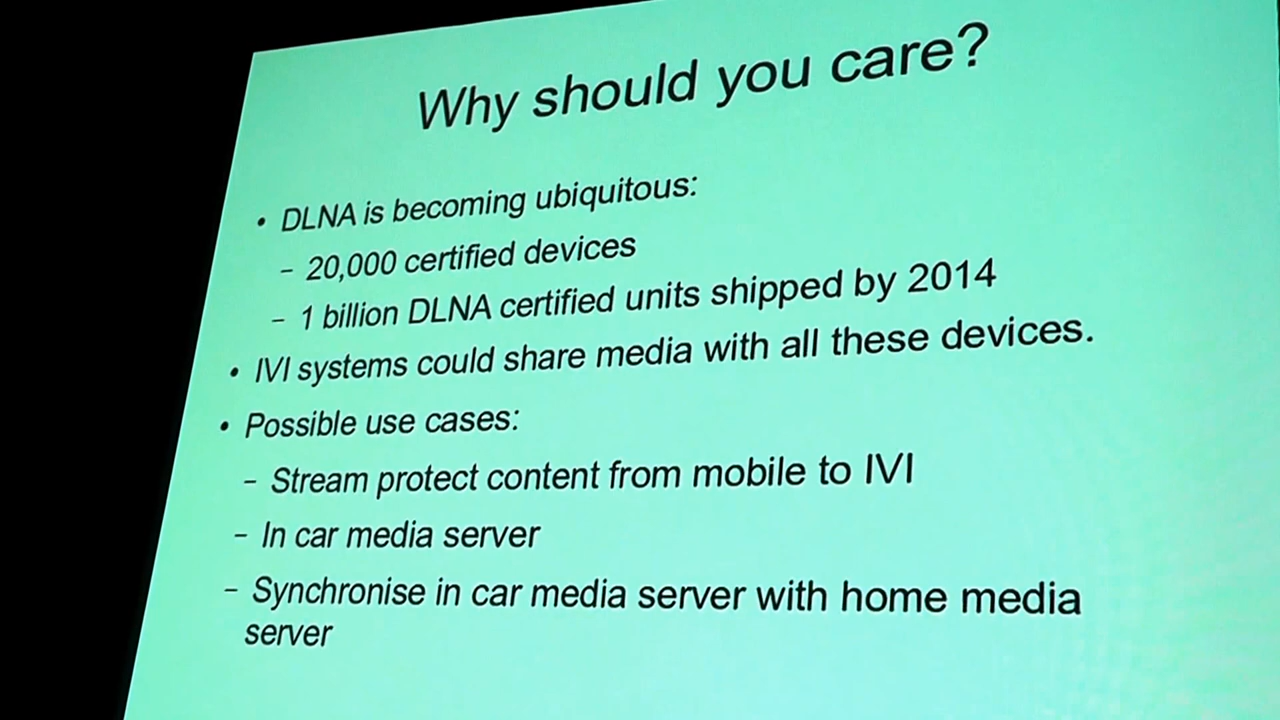 Why should you care?
• DLNA is becoming ubiquitous:
– 20,000 certified devices
– 1 billion DLNA certified units shipped by 2014
• IVI systems could share media with all these devices.
• Possible use cases:
– Stream protect content from mobile to IVI
– In car media server
– Synchronise in car media server with home media
server